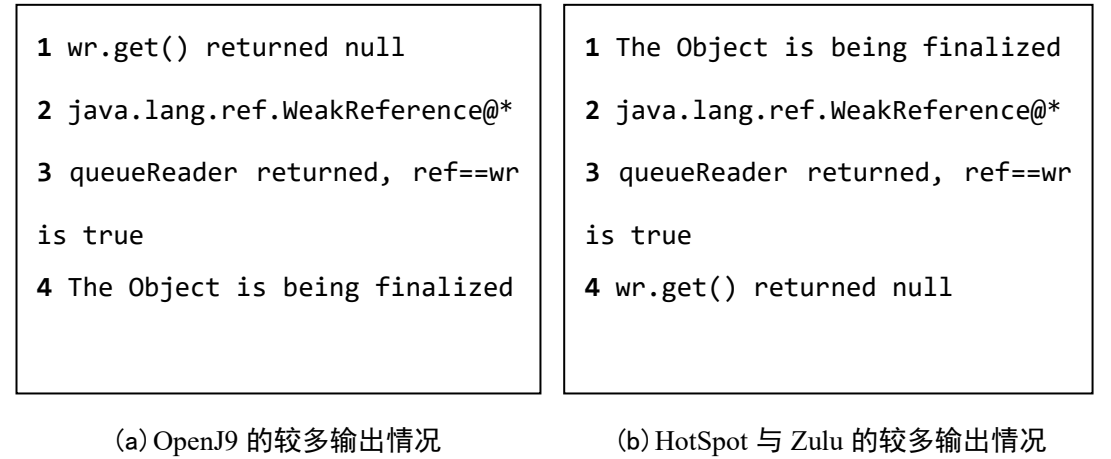 1 wr.get() returned null
2 java.lang.ref.WeakReference@*
3 queueReader returned, ref==wr
is true
4 The Object is being finalized
(a)OpenJ9 的较多输出情况
1 The Object is being finalized
2 java.lang.ref.WeakReference@*
3 queueReader returned, ref==wr
is true
4 wr.get() returned null
(b)HotSpot 与 Zulu 的较多输出情况